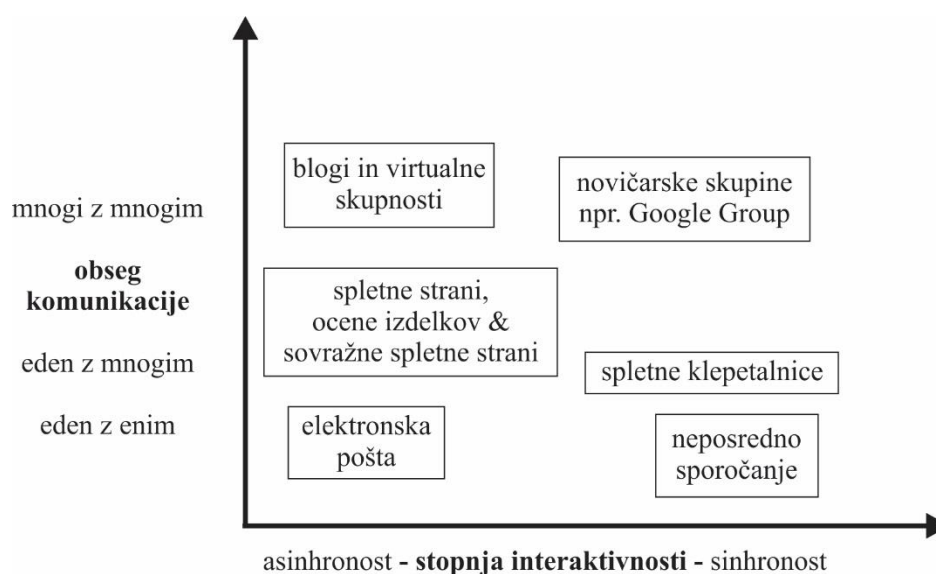 blogi in virtualne
skupnosti
novičarske skupine
npr. Google Group
mnogi z mnogim
obseg
komunikacije
spletne strani,
ocene izdelkov &
sovražne spletne strani
eden z mnogim
spletne klepetalnice
eden z enim
elektronska
pošta
neposredno
sporočanje
asinhronost - stopnja interaktivnosti - sinhronost